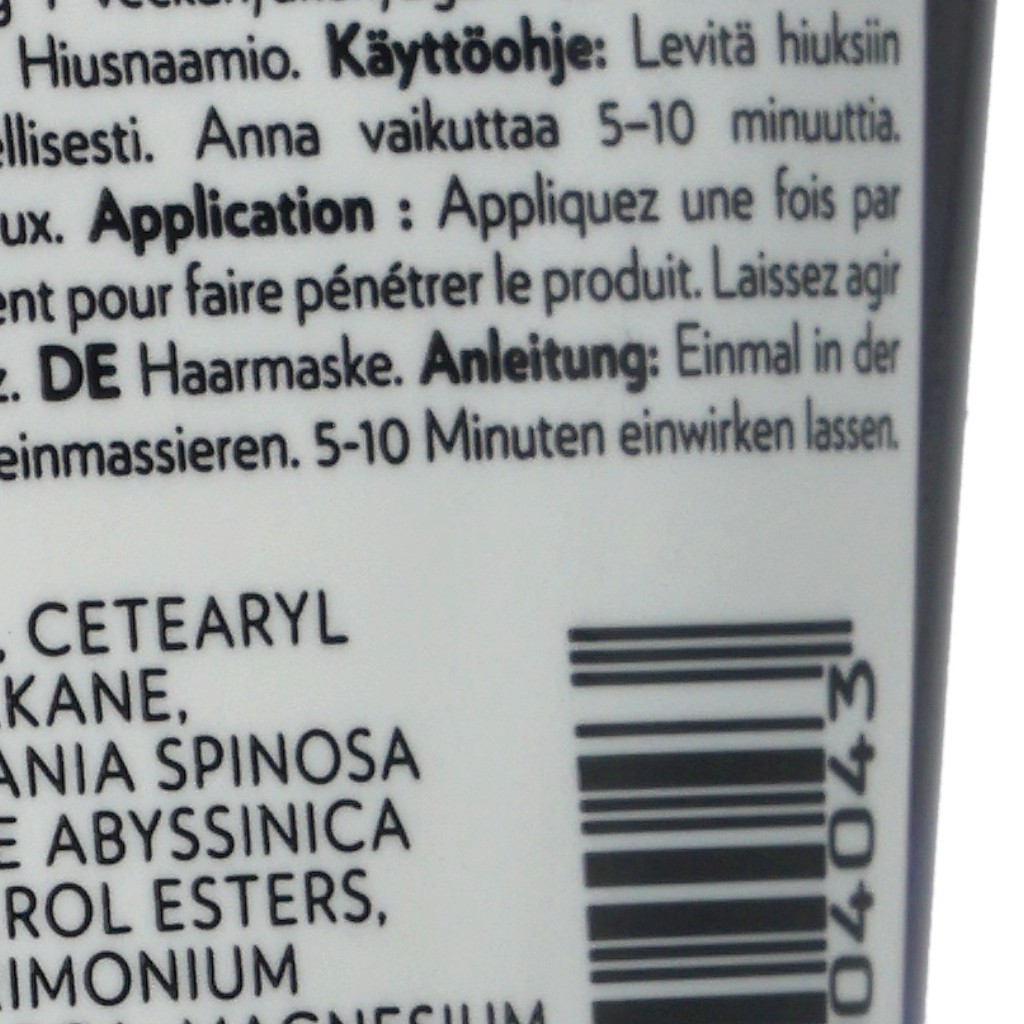 Hiusnaamio. Käyttöohje: Levitä hiuksiin
ellisesti. Anna vaikuttaa 5–10 minuuttia.
ux. Application : Appliquez une fois par
ent pour faire pénétrer le produit. Laissez agir
z. DE Haarmaske. Anleitung: Einmal in der
einmassieren. 5-10 Minuten einwirken lassen.
, CETEARYL
KANE,
ANIA SPINOSA
E ABYSSINICA
ROL ESTERS,
IMONIUM
MAGNESIUM
04043